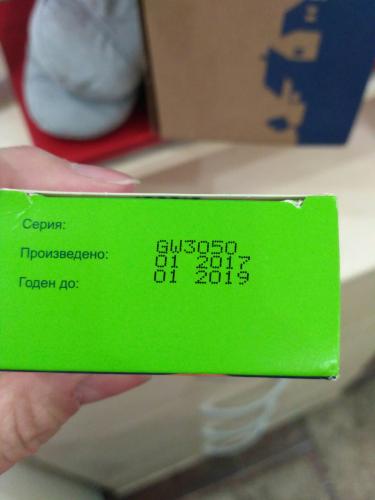 Серия: GW3050
Произведено: 01 2017
Годен до: 01 2019